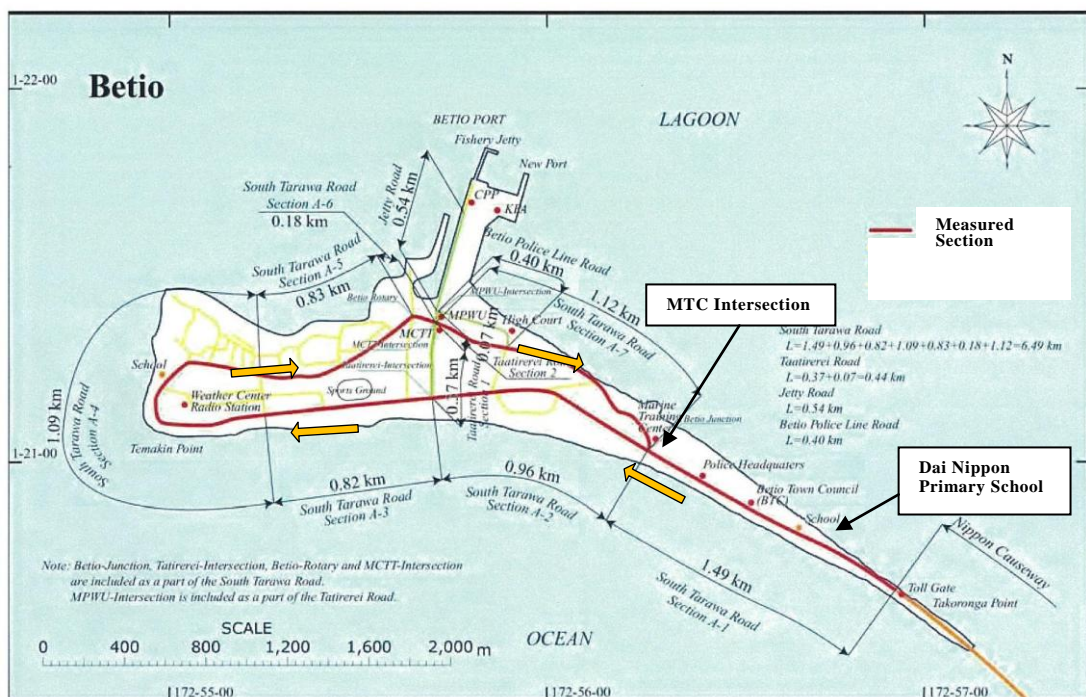 1-22-00
Betio
LAGOON
N
BETIO PORT
Fishery Jetty
New Port
South Tarawa Road
Section A-6
0.18 km
Jetty Road
0.54 km
CPP
KFA
Measured
Section
South Tarawa Road
Section A-5
0.83 km
Betio Police Line Road
0.40 km
Betio Rotary
MPWU-Intersection
1.12 km
South Tarawa Road
Section A-7
MPWU
High Court
MCTT
MCTT-Intersection
0.07 km
Taatirerei Road
Section 2
Taatirerei-Intersection
MTC Intersection
South Tarawa Road
L=1.49+0.96+0.82+1.09+0.83+0.18+1.12=6.49 km
Taatirerei Road
L=0.37+0.07=0.44 km
Jetty Road
L=0.54 km
Betio Police Line Road
L=0.40 km
School
Weather Center
Radio Station
Sports Ground
Taatirerei Road
Section 1
Marine
Training
Center
Betio Junction
1.09 km
South Tarawa Road
Section A-4
Temakin Point
1-21-00
Police Headquaters
Betio Town Council
(BTC)
School
Dai Nippon
Primary School
0.82 km
South Tarawa Road
Section A-3
0.96 km
South Tarawa Road
Section A-2
1.49 km
South Tarawa Road
Section A-1
Nippon Causeway
Toll Gate
Takoronga Point
Note: Betio-Junction, Tatirerei-Intersection, Betio-Rotary and MCTT-Intersection
are included as a part of the South Tarawa Road.
MPWU-Intersection is included as a part of the Tatirerei Road.
SCALE
0 400 800 1,200 1,600 2,000 m
OCEAN
172-55-00
172-56-00
172-57-00